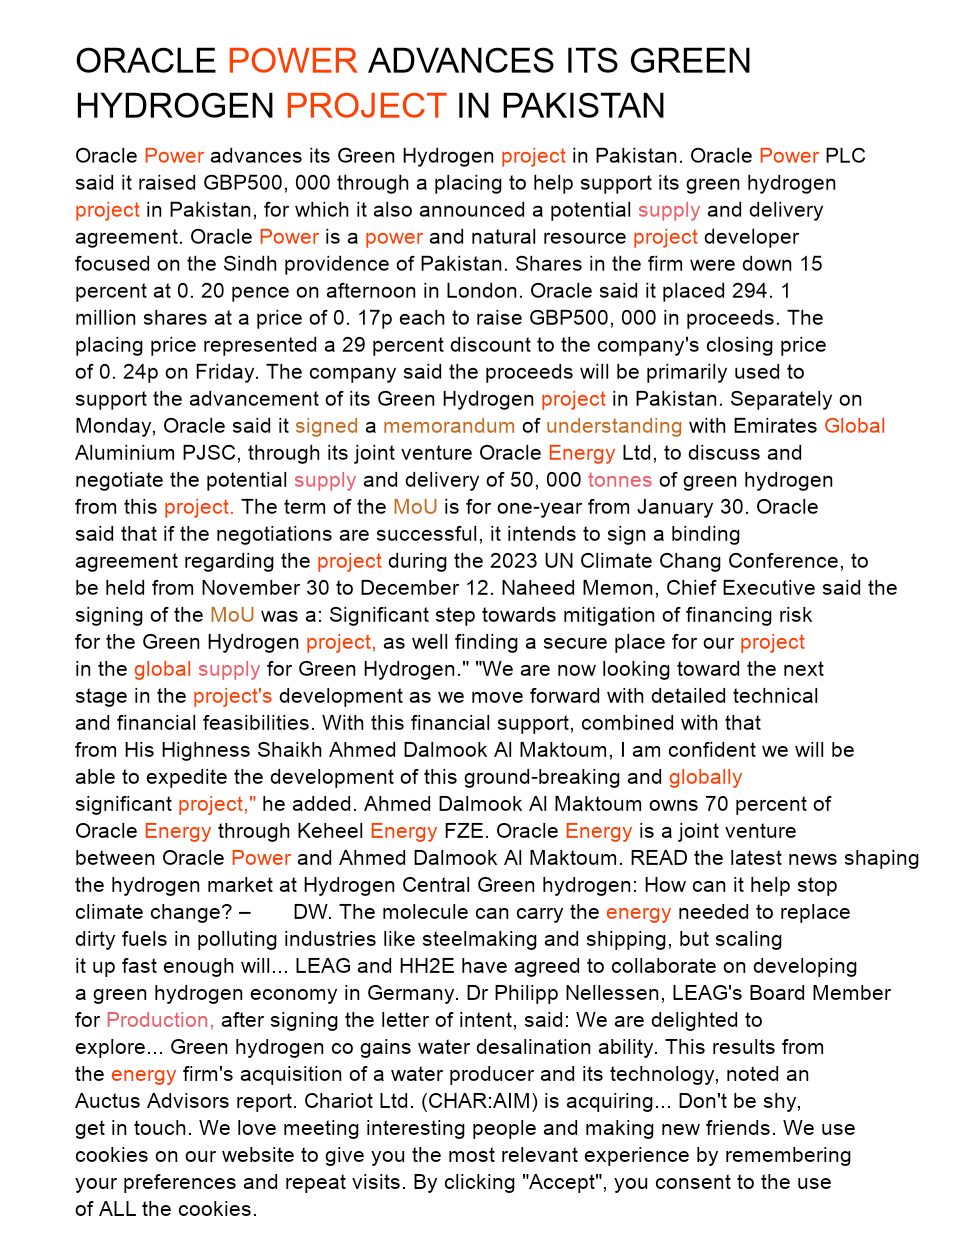 ORACLE POWER ADVANCES ITS GREEN
HYDROGEN PROJECT IN PAKISTAN
Oracle Power advances its Green Hydrogen project in Pakistan. Oracle Power PLC
said it raised GBP500, 000 through a placing to help support its green hydrogen
project in Pakistan, for which it also announced a potential supply and delivery
agreement. Oracle Power is a power and natural resource project developer
focused on the Sindh providence of Pakistan. Shares in the firm were down 15
percent at 0. 20 pence on afternoon in London. Oracle said it placed 294. 1
million shares at a price of 0. 17p each to raise GBP500, 000 in proceeds. The
placing price represented a 29 percent discount to the company's closing price
of 0. 24p on Friday. The company said the proceeds will be primarily used to
support the advancement of its Green Hydrogen project in Pakistan. Separately on
Monday, Oracle said it signed a memorandum of understanding with Emirates Global
Aluminium PJSC, through its joint venture Oracle Energy Ltd, to discuss and
negotiate the potential supply and delivery of 50, 000 tonnes of green hydrogen
from this project. The term of the MoU is for one-year from January 30. Oracle
said that if the negotiations are successful, it intends to sign a binding
agreement regarding the project during the 2023 UN Climate Chang Conference, to
be held from November 30 to December 12. Naheed Memon, Chief Executive said the
signing of the MoU was a: Significant step towards mitigation of financing risk
for the Green Hydrogen project, as well finding a secure place for our project
in the global supply for Green Hydrogen." "We are now looking toward the next
stage in the project's development as we move forward with detailed technical
and financial feasibilities. With this financial support, combined with that
from His Highness Shaikh Ahmed Dalmook Al Maktoum, I am confident we will be
able to expedite the development of this ground-breaking and globally
significant project," he added. Ahmed Dalmook Al Maktoum owns 70 percent of
Oracle Energy through Keheel Energy FZE. Oracle Energy is a joint venture
between Oracle Power and Ahmed Dalmook Al Maktoum. READ the latest news shaping
the hydrogen market at Hydrogen Central Green hydrogen: How can it help stop
climate change? – DW. The molecule can carry the energy needed to replace
dirty fuels in polluting industries like steelmaking and shipping, but scaling
it up fast enough will... LEAG and HH2E have agreed to collaborate on developing
a green hydrogen economy in Germany. Dr Philipp Nellessen, LEAG's Board Member
for Production, after signing the letter of intent, said: We are delighted to
explore... Green hydrogen co gains water desalination ability. This results from
the energy firm's acquisition of a water producer and its technology, noted an
Auctus Advisors report. Chariot Ltd. (CHAR:AIM) is acquiring... Don't be shy,
get in touch. We love meeting interesting people and making new friends. We use
cookies on our website to give you the most relevant experience by remembering
your preferences and repeat visits. By clicking "Accept", you consent to the use
of ALL the cookies.